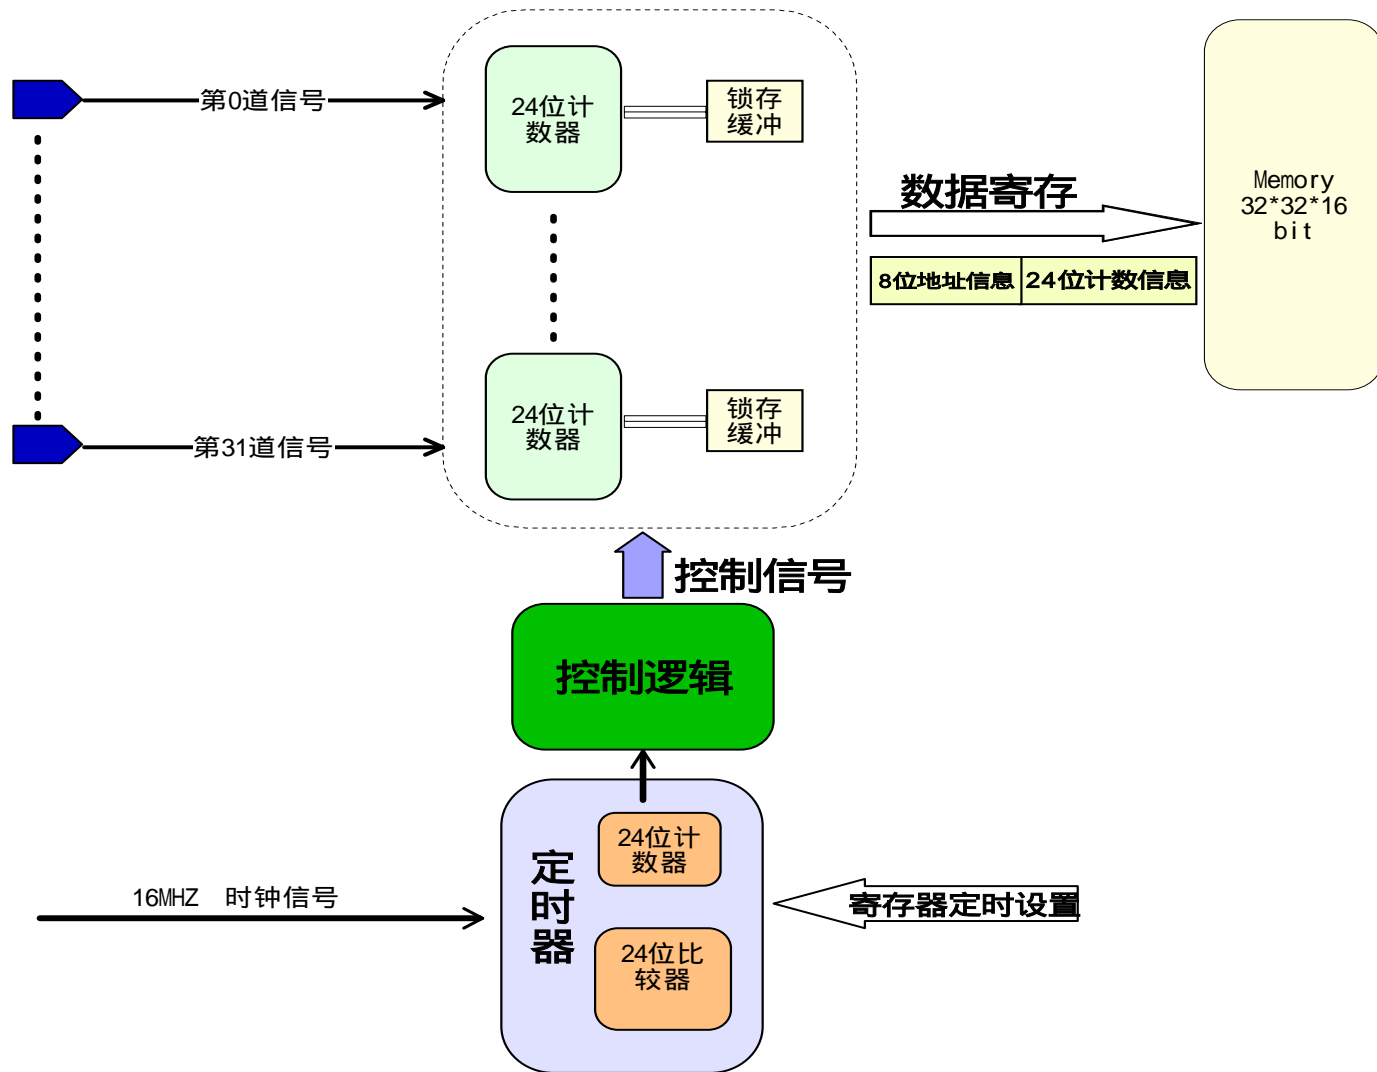 第0道信号
24位计
数器
锁存
缓冲
数据寄存
Memory
32*32*16
bit
8位地址信息
24位计数信息
第31道信号
24位计
数器
锁存
缓冲
控制信号
控制逻辑
定
时
器
24位计
数器
16MHZ 时钟信号
寄存器定时设置
24位比
较器